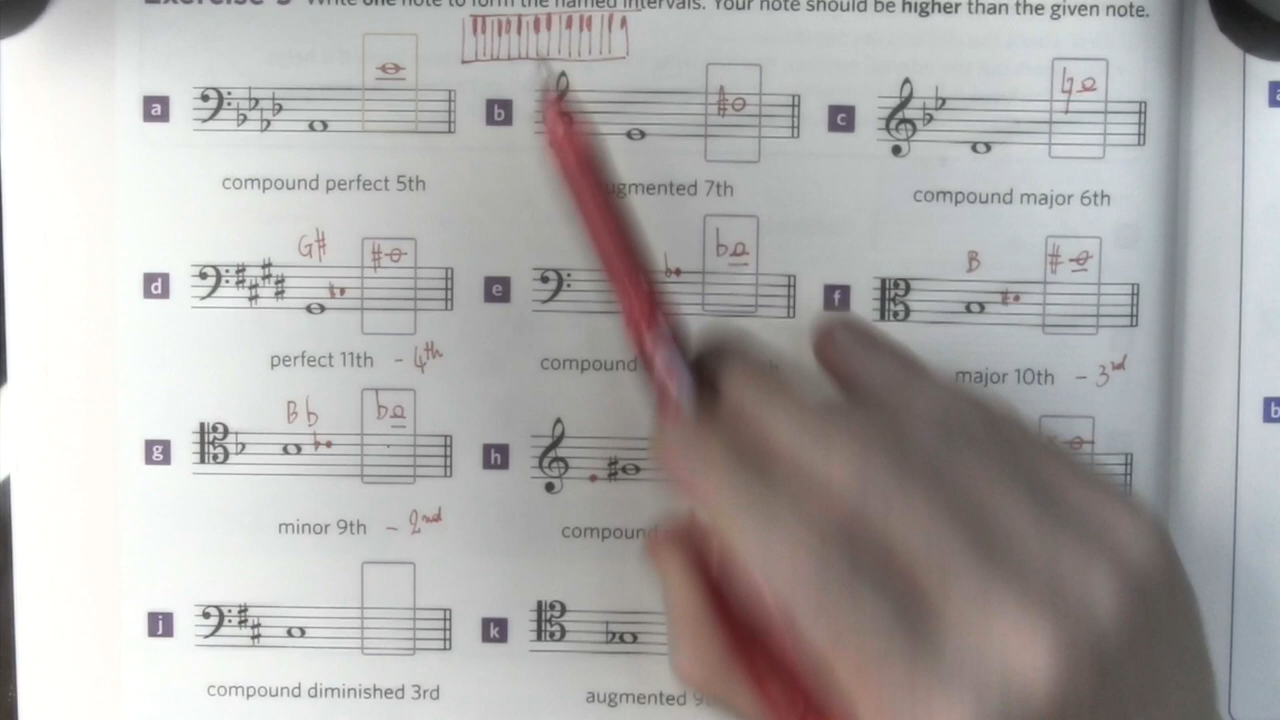 Write one note to form the named intervals. Your note should be higher than the given note.
a
b
c
compound perfect 5th
augmented 7th
compound major 6th
G#
B
d
e
f
perfect 11th - 4th
compound
major 10th - 3rd
Bb
g
h
minor 9th - 2nd
compound
j
k
compound diminished 3rd
augmented
b